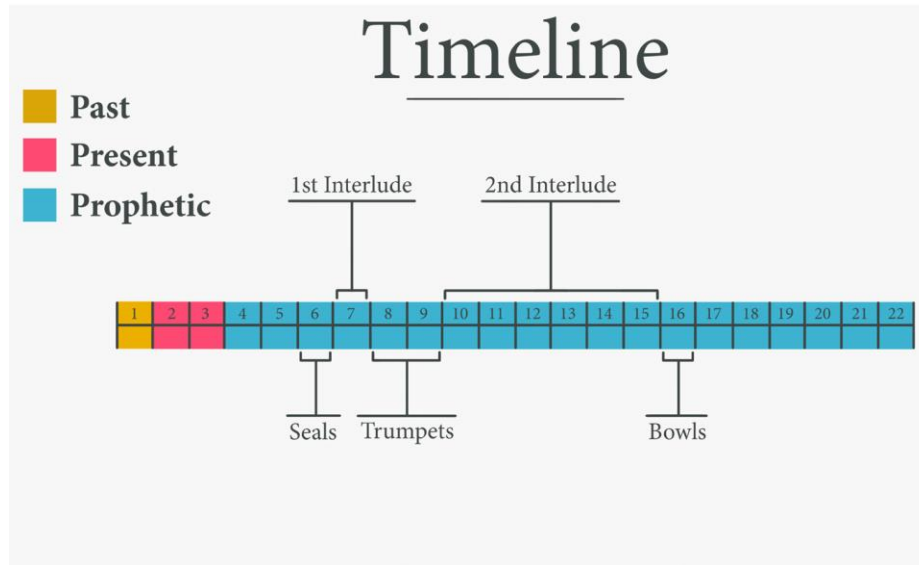 Timeline
Past
Present
Prophetic
1st Interlude 2nd Interlude
1 2 3 4 5 6 7 8 9 10 11 12 13 14 15 16 17 18 19 20 21 22
Seals Trumpets Bowls